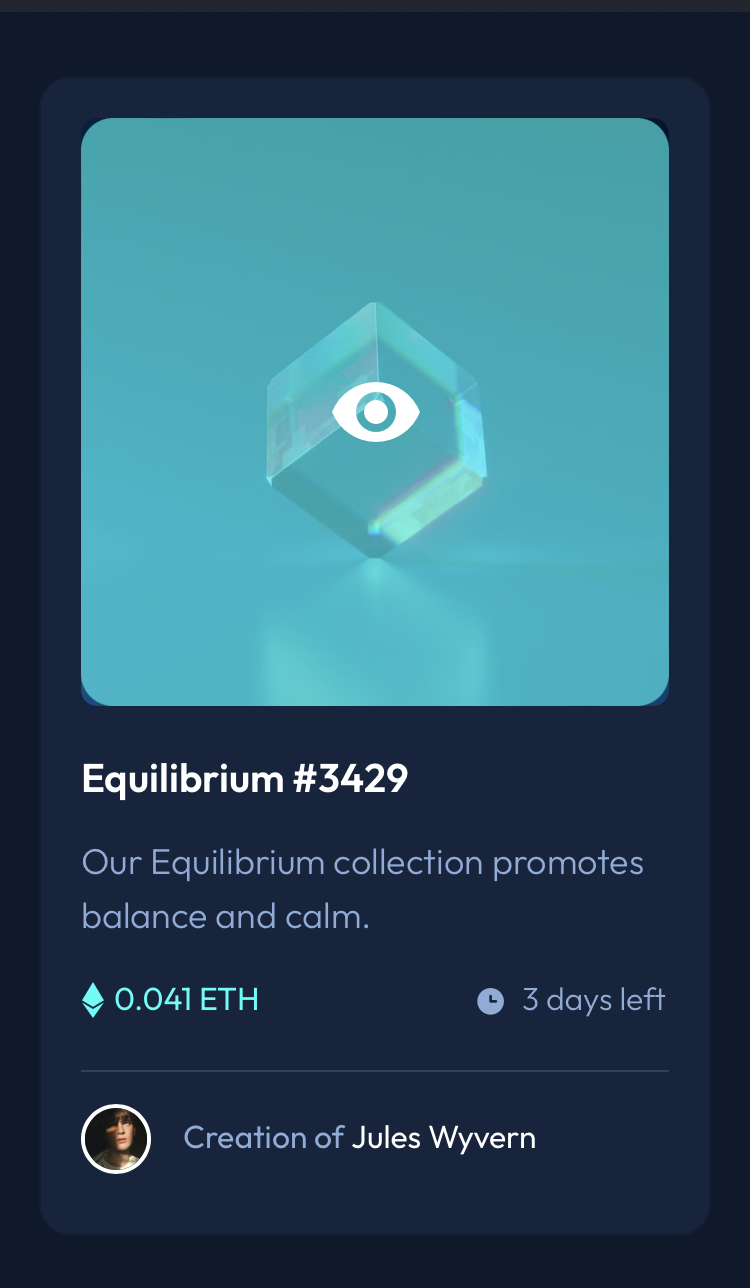 Equilibrium #3429
Our Equilibrium collection promotes
balance and calm.
0.041 ETH
3 days left
Creation of Jules Wyvern